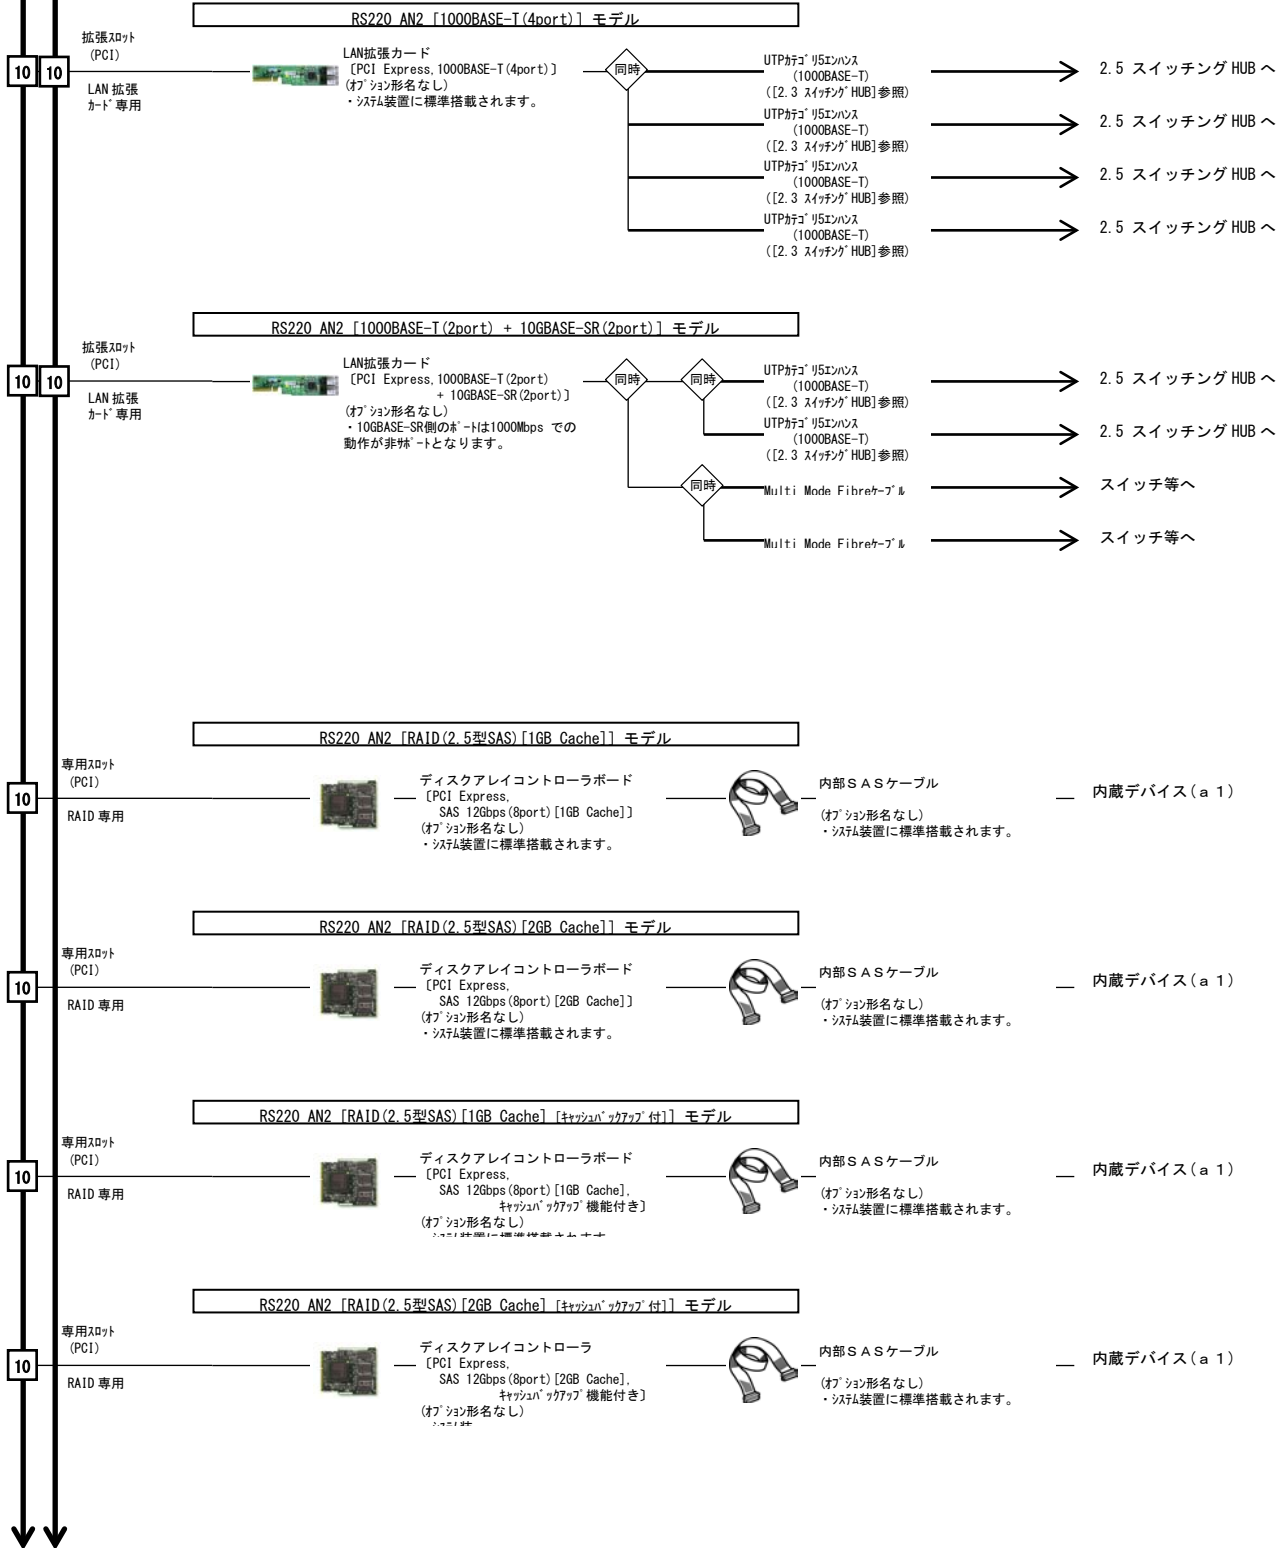 RS220 AN2 [1000BASE-T(4port)] モデル
拡張ｽﾛｯﾄ
(PCI)
10 10
LAN 拡張
ｶｰﾄﾞ専用
LAN拡張カード
〔PCI Express,1000BASE-T(4port)〕
(ｵﾌﾟｼｮﾝ形名なし)
・ｼｽﾃﾑ装置に標準搭載されます。
同時
UTPｶﾃｺﾞﾘ5ｴﾝﾊﾝｽ
(1000BASE-T)
([2.3 ｽｲｯﾁﾝｸﾞHUB]参照)
2.5 スイッチング HUB へ
UTPｶﾃｺﾞﾘ5ｴﾝﾊﾝｽ
(1000BASE-T)
([2.3 ｽｲｯﾁﾝｸﾞHUB]参照)
2.5 スイッチング HUB へ
UTPｶﾃｺﾞﾘ5ｴﾝﾊﾝｽ
(1000BASE-T)
([2.3 ｽｲｯﾁﾝｸﾞHUB]参照)
2.5 スイッチング HUB へ
UTPｶﾃｺﾞﾘ5ｴﾝﾊﾝｽ
(1000BASE-T)
([2.3 ｽｲｯﾁﾝｸﾞHUB]参照)
2.5 スイッチング HUB へ
RS220 AN2 [1000BASE-T(2port) + 10GBASE-SR(2port)] モデル
拡張ｽﾛｯﾄ
(PCI)
10 10
LAN 拡張
ｶｰﾄﾞ専用
LAN拡張カード
〔PCI Express,1000BASE-T(2port)
+ 10GBASE-SR(2port)〕
(ｵﾌﾟｼｮﾝ形名なし)
・10GBASE-SR側のﾎﾟｰﾄは1000Mbps での
動作が非ｻﾎﾟｰﾄとなります。
同時
同時
UTPｶﾃｺﾞﾘ5ｴﾝﾊﾝｽ
(1000BASE-T)
([2.3 ｽｲｯﾁﾝｸﾞHUB]参照)
2.5 スイッチング HUB へ
UTPｶﾃｺﾞﾘ5ｴﾝﾊﾝｽ
(1000BASE-T)
([2.3 ｽｲｯﾁﾝｸﾞHUB]参照)
2.5 スイッチング HUB へ
同時
Multi Mode Fibreｹｰﾌﾞﾙ
スイッチ等へ
Multi Mode Fibreｹｰﾌﾞﾙ
スイッチ等へ
RS220 AN2 [RAID(2.5型SAS)[1GB Cache]] モデル
専用ｽﾛｯﾄ
(PCI)
10
RAID 専用
ディスクアレイコントローラボード
〔PCI Express,
SAS 12Gbps(8port)[1GB Cache]〕
(ｵﾌﾟｼｮﾝ形名なし)
・ｼｽﾃﾑ装置に標準搭載されます。
内部ＳＡＳケーブル
(ｵﾌﾟｼｮﾝ形名なし)
・ｼｽﾃﾑ装置に標準搭載されます。
内蔵デバイス(ａ１)
RS220 AN2 [RAID(2.5型SAS)[2GB Cache]] モデル
専用ｽﾛｯﾄ
(PCI)
10
RAID 専用
ディスクアレイコントローラボード
〔PCI Express,
SAS 12Gbps(8port)[2GB Cache]〕
(ｵﾌﾟｼｮﾝ形名なし)
・ｼｽﾃﾑ装置に標準搭載されます。
内部ＳＡＳケーブル
(ｵﾌﾟｼｮﾝ形名なし)
・ｼｽﾃﾑ装置に標準搭載されます。
内蔵デバイス(ａ１)
RS220 AN2 [RAID(2.5型SAS)[1GB Cache] [ｷｬｯｼｭﾊﾞｯｸｱｯﾌﾟ付]] モデル
専用ｽﾛｯﾄ
(PCI)
10
RAID 専用
ディスクアレイコントローラボード
〔PCI Express,
SAS 12Gbps(8port)[1GB Cache],
ｷｬｯｼｭﾊﾞｯｸｱｯﾌﾟ機能付き〕
(ｵﾌﾟｼｮﾝ形名なし)
・ｼｽﾃﾑ装置に標準搭載されます
内部ＳＡＳケーブル
(ｵﾌﾟｼｮﾝ形名なし)
・ｼｽﾃﾑ装置に標準搭載されます。
内蔵デバイス(ａ１)
RS220 AN2 [RAID(2.5型SAS)[2GB Cache] [ｷｬｯｼｭﾊﾞｯｸｱｯﾌﾟ付]] モデル
専用ｽﾛｯﾄ
(PCI)
10
RAID 専用
ディスクアレイコントローラ
〔PCI Express,
SAS 12Gbps(8port)[2GB Cache],
ｷｬｯｼｭﾊﾞｯｸｱｯﾌﾟ機能付き〕
(ｵﾌﾟｼｮﾝ形名なし)
内部ＳＡＳケーブル
(ｵﾌﾟｼｮﾝ形名なし)
・ｼｽﾃﾑ装置に標準搭載されます。
内蔵デバイス(ａ１)